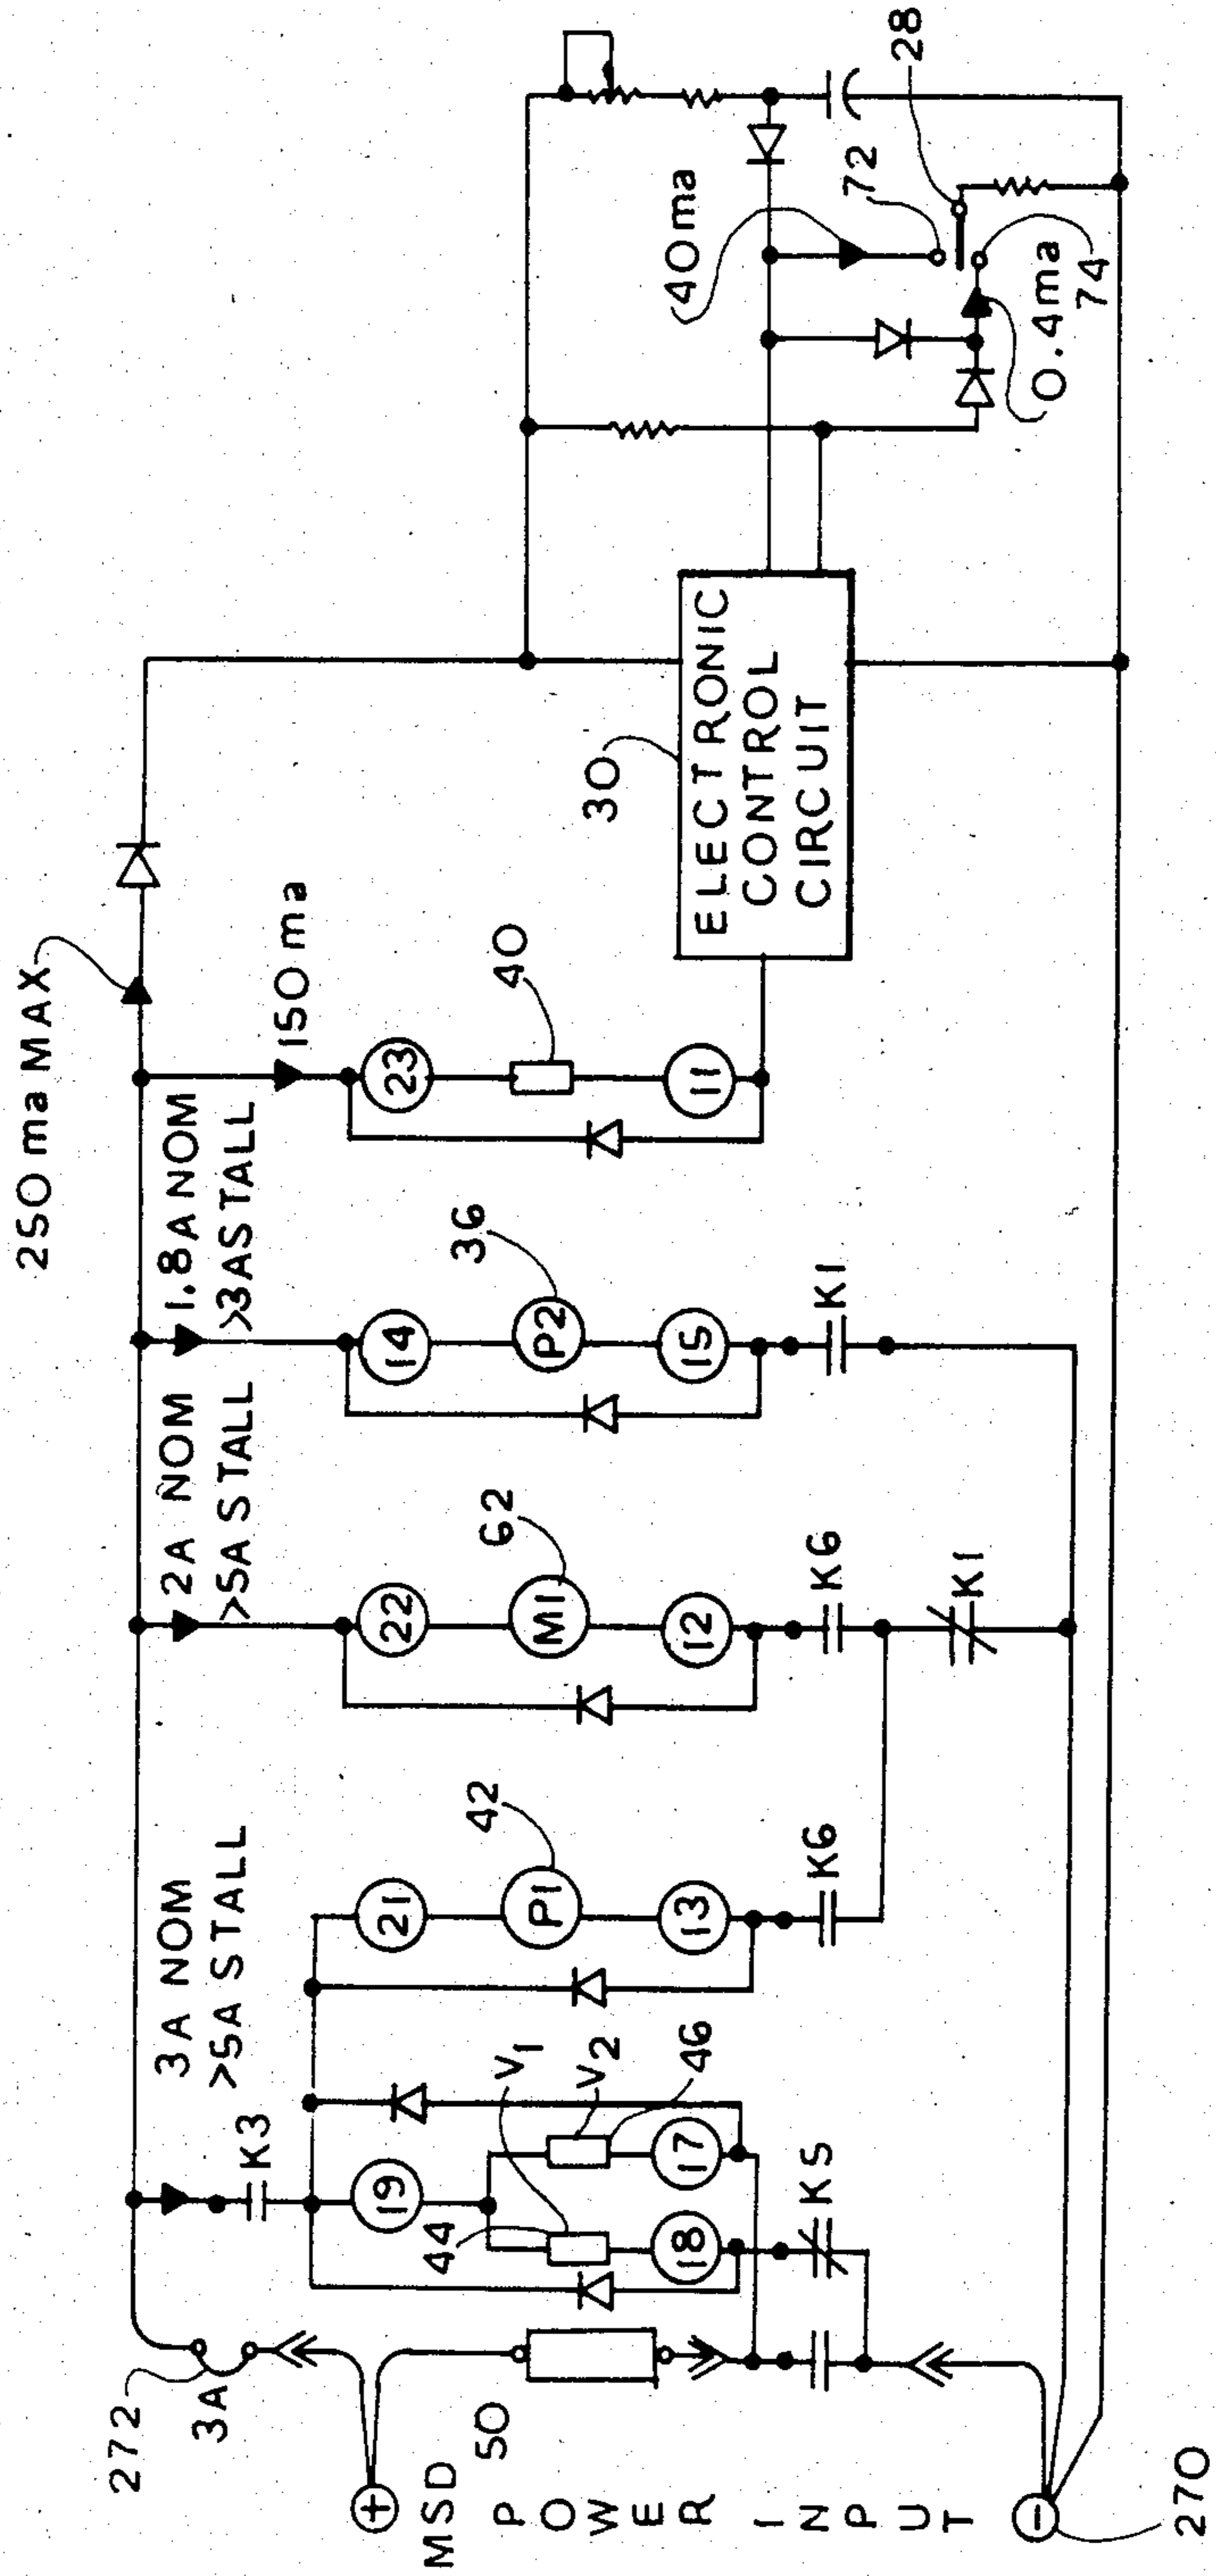 250 ma MAX
272
3A
3A NOM
>5A STALL
2A NOM
>5A STALL
1.8A NOM
>3A STALL
150 ma
K3
19
44
V1
V2
46
18
17
K5
21
42
P1
13
K6
22
62
M1
12
K6
K1
14
36
P2
15
K1
23
40
11
30
ELECTRONIC
CONTROL
CIRCUIT
40ma
72
28
0.4ma
74
+
MSD
POWER INPUT
50
-
270